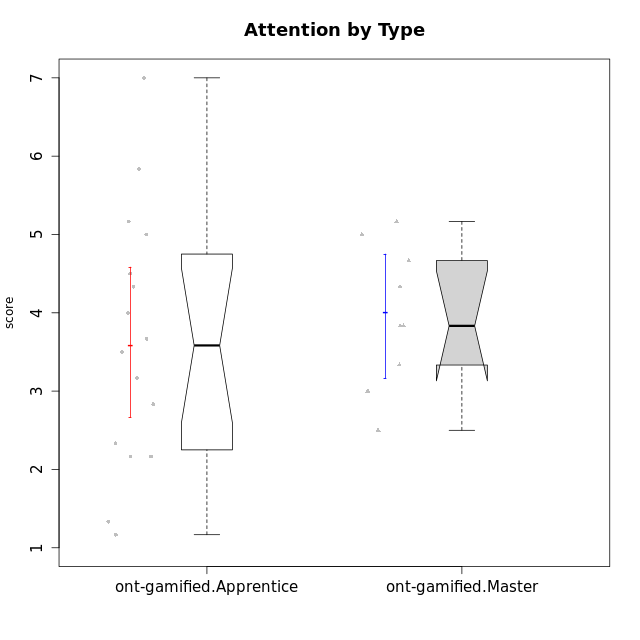 Attention by Type
7
6
5
4
3
2
1
score
ont-gamified.Apprentice
ont-gamified.Master